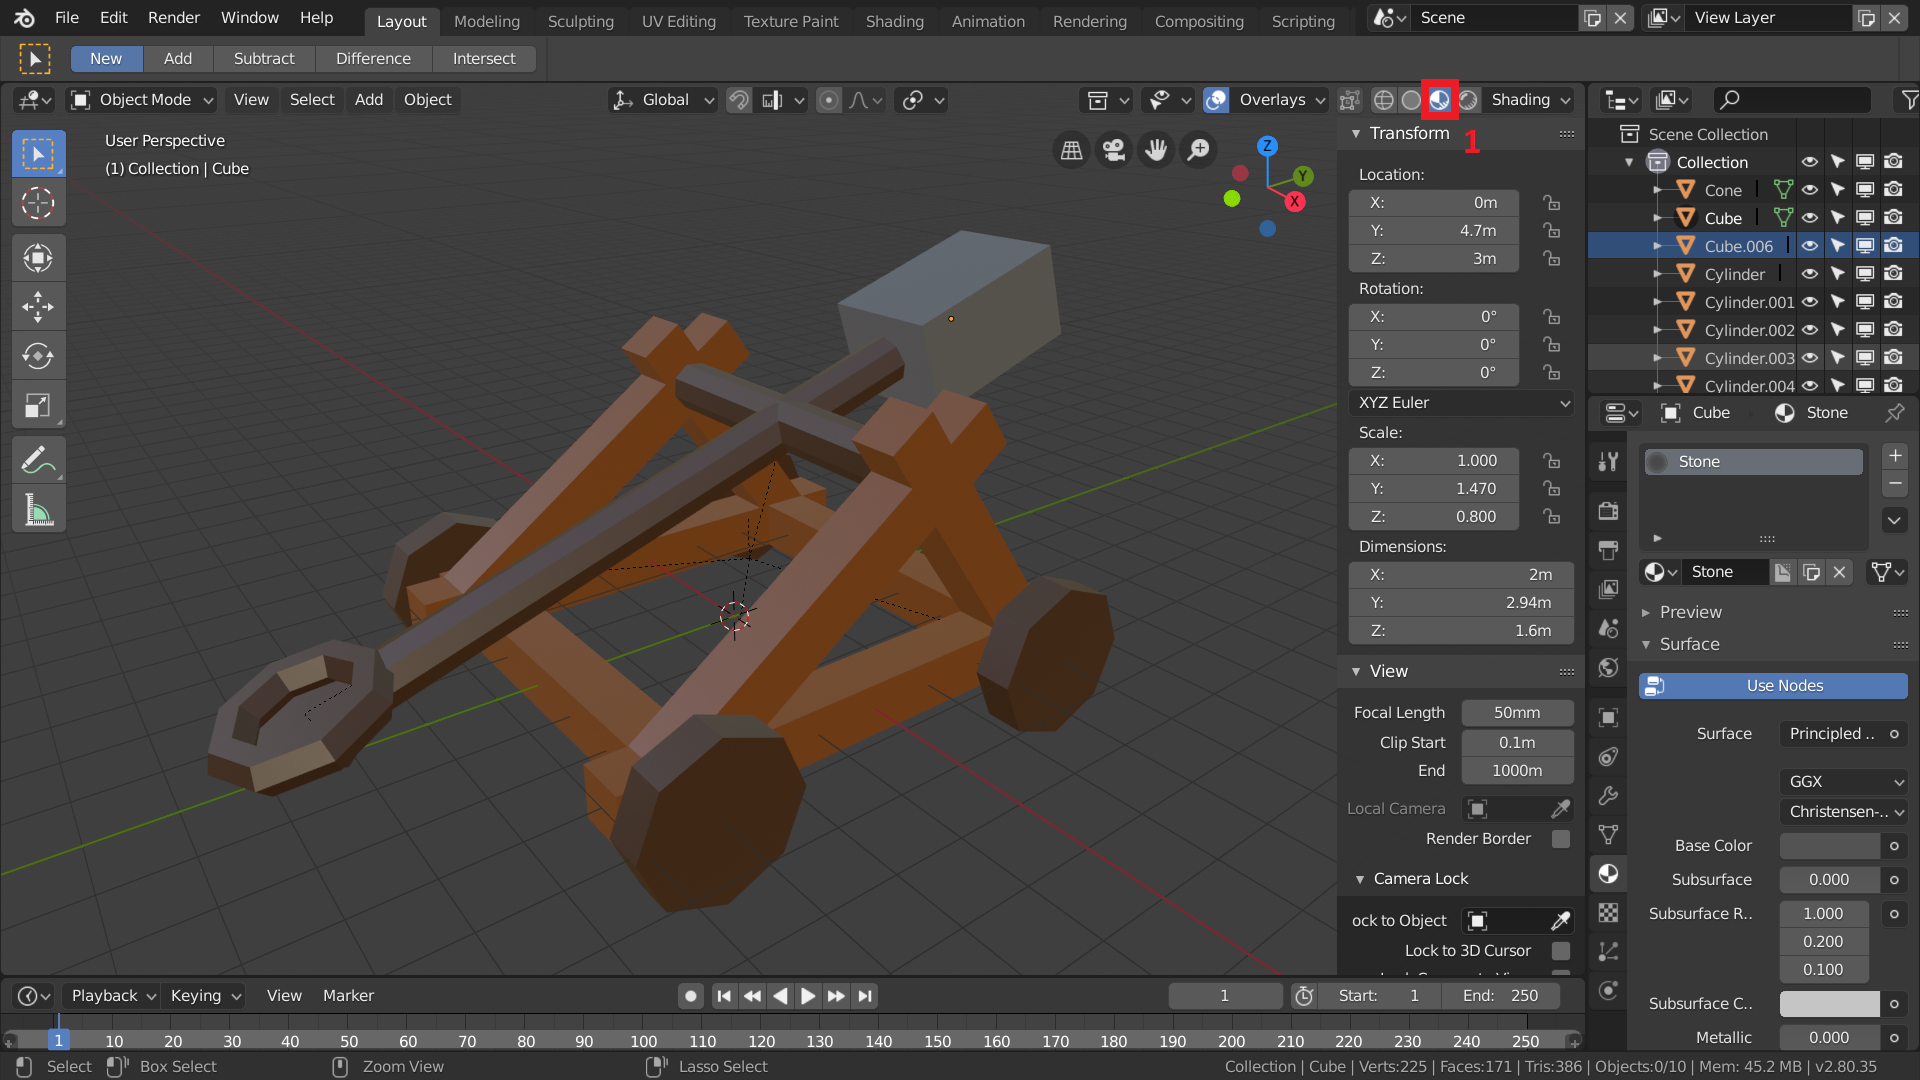 File Edit Render Window Help Layout Modeling Sculpting UV Editing Texture Paint Shading Animation Rendering Compositing Scripting Scene View Layer
New Add Subtract Difference Intersect
Object Mode View Select Add Object Global Overlays Shading
User Perspective
(1) Collection | Cube
Z
Y
X
1
Transform
Location:
X: 0m
Y: 4.7m
Z: 3m
Rotation:
X: 0°
Y: 0°
Z: 0°
XYZ Euler
Scale:
X: 1.000
Y: 1.470
Z: 0.800
Dimensions:
X: 2m
Y: 2.94m
Z: 1.6m
View
Focal Length 50mm
Clip Start 0.1m
End 1000m
Local Camera
Render Border
Camera Lock
ock to Object
Lock to 3D Cursor
Scene Collection
Collection
Cone
Cube
Cube.006
Cylinder
Cylinder.001
Cylinder.002
Cylinder.003
Cylinder.004
Cube Stone
Stone
Stone
Preview
Surface
Use Nodes
Surface Principled ..
GGX
Christensen-..
Base Color
Subsurface 0.000
Subsurface R.. 1.000
0.200
0.100
Subsurface C..
Metallic 0.000
Playback Keying View Marker 1 Start: 1 End: 250
1 10 20 30 40 50 60 70 80 90 100 110 120 130 140 150 160 170 180 190 200 210 220 230 240 250
Select Box Select Zoom View Lasso Select Collection | Cube | Verts:225 | Faces:171 | Tris:386 | Objects:0/10 | Mem: 45.2 MB | v2.80.35